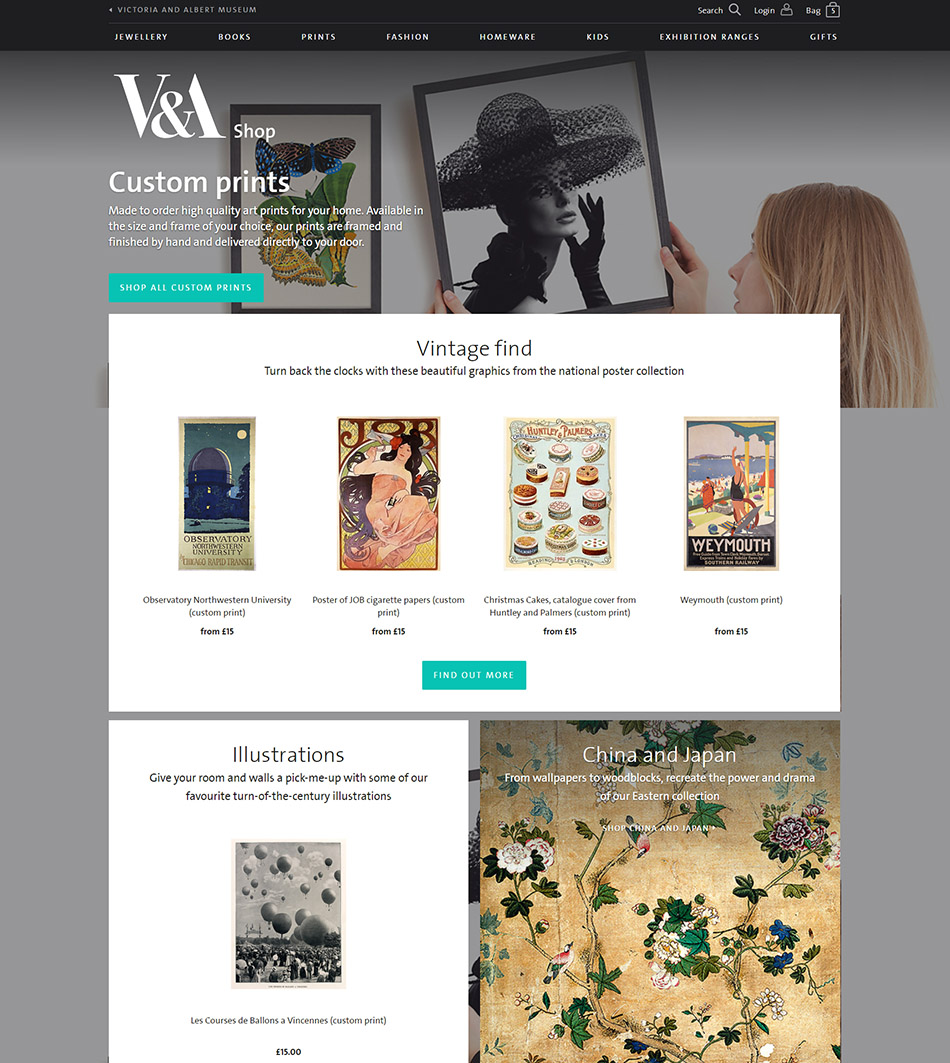 VICTORIA AND ALBERT MUSEUM
Search
Login
Bag
5
JEWELLERY
BOOKS
PRINTS
FASHION
HOMEWARE
KIDS
EXHIBITION RANGES
GIFTS
V&A
Shop
Custom prints
Made to order high quality art prints for your home. Available in
the size and frame of your choice, our prints are framed and
finished by hand and delivered directly to your door.
SHOP ALL CUSTOM PRINTS
Vintage find
Turn back the clocks with these beautiful graphics from the national poster collection
OBSERVATORY
NORTHWESTERN
UNIVERSITY
CHICAGO RAPID TRANSIT
JOB
HUNTLEY & PALMERS
READING & LONDON
WEYMOUTH
SOUTHERN RAILWAY
Observatory Northwestern University
(custom print)
from £15
Poster of JOB cigarette papers (custom
print)
from £15
Christmas Cakes, catalogue cover from
Huntley and Palmers (custom print)
from £15
Weymouth (custom print)
from £15
FIND OUT MORE
Illustrations
Give your room and walls a pick-me-up with some of our
favourite turn-of-the-century illustrations
Les Courses de Ballons a Vincennes (custom print)
£15.00
China and Japan
From wallpapers to woodblocks, recreate the power and drama
of our Eastern collection
SHOP CHINA AND JAPAN